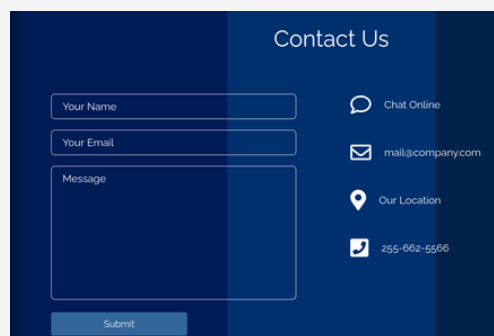 Contact Us
Your Name
Your Email
Message
Submit
Chat Online
mail@company.com
Our Location
255-662-5566